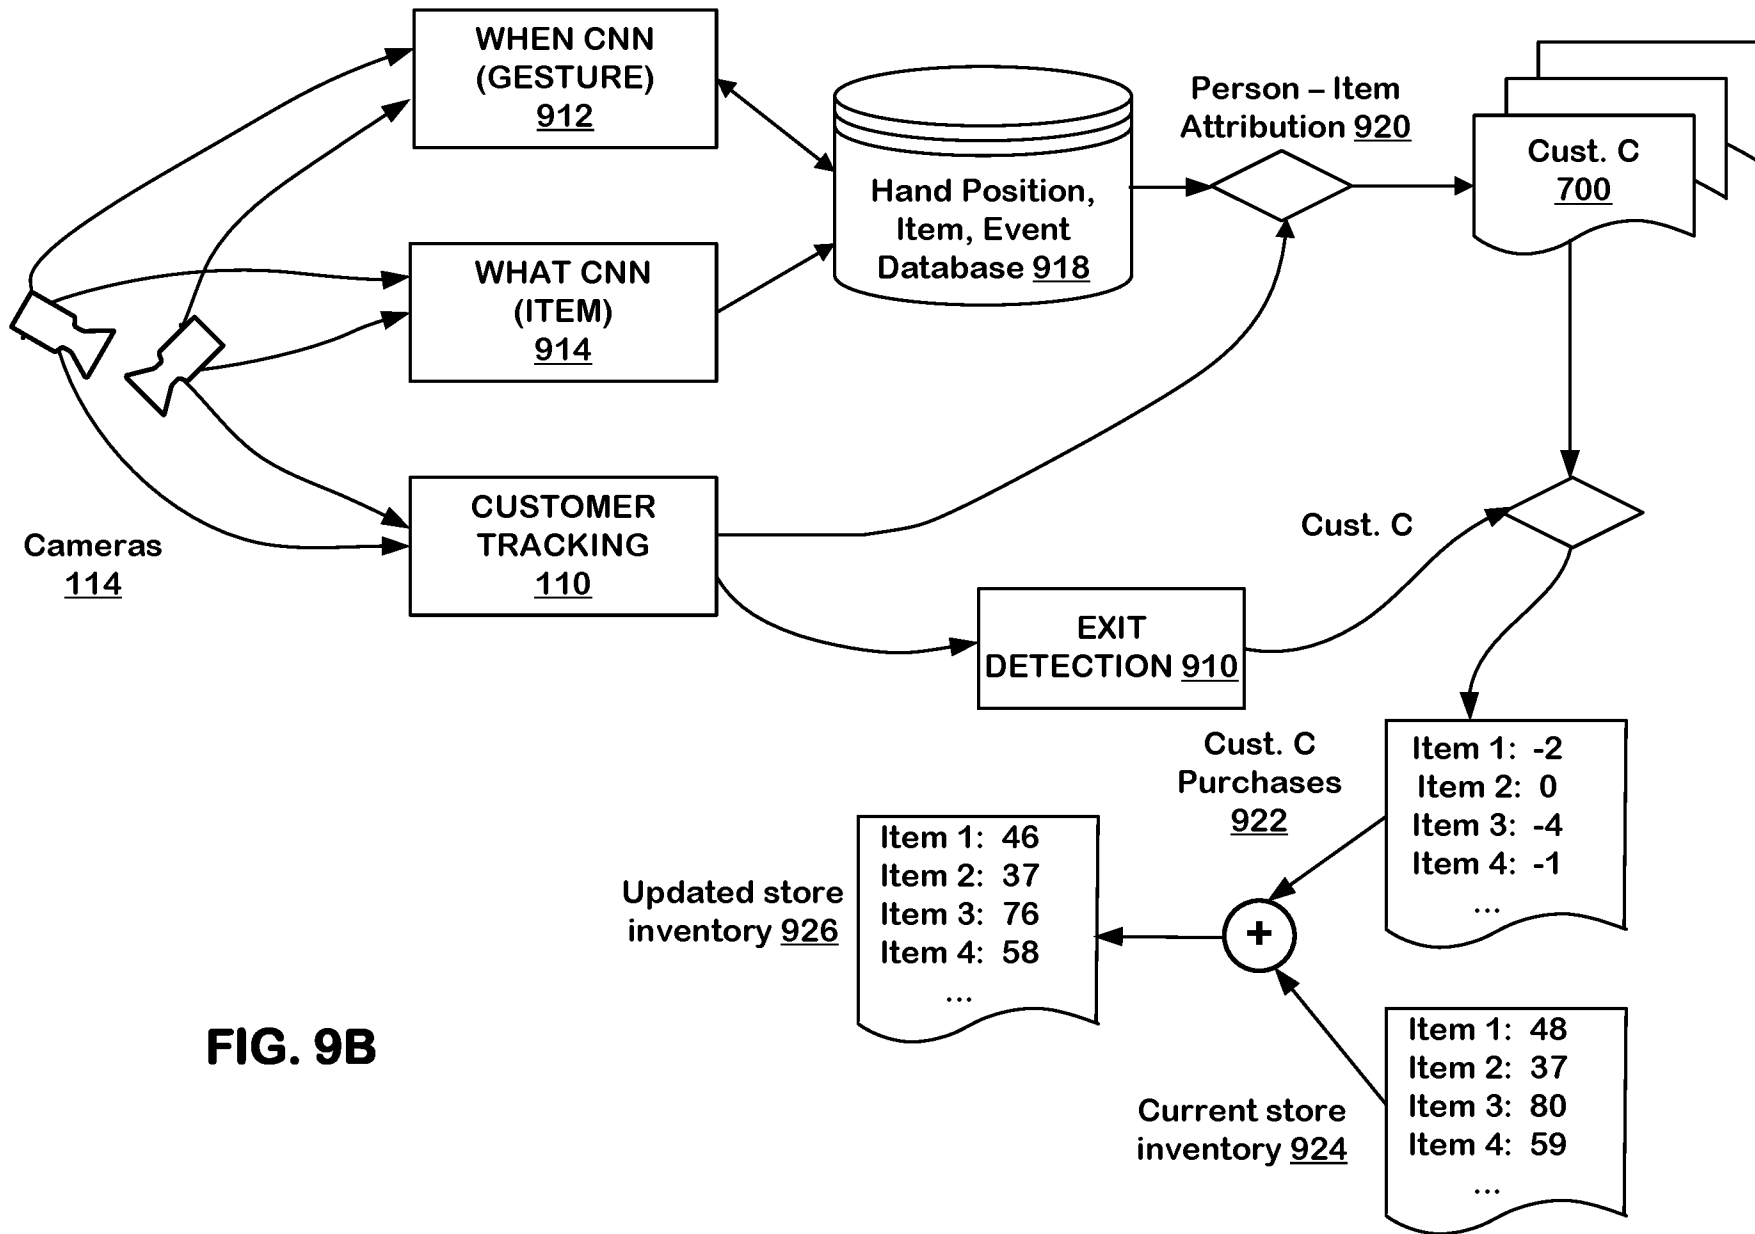 WHEN CNN
(GESTURE)
912
Person – Item
Attribution 920
Cust. C
700
Hand Position,
Item, Event
Database 918
WHAT CNN
(ITEM)
914
CUSTOMER
TRACKING
110
Cameras
114
Cust. C
EXIT
DETECTION 910
Cust. C
Purchases
922
Item 1: -2
Item 2: 0
Item 3: -4
Item 4: -1
...
Updated store
inventory 926
Item 1: 46
Item 2: 37
Item 3: 76
Item 4: 58
...
+
Current store
inventory 924
Item 1: 48
Item 2: 37
Item 3: 80
Item 4: 59
...
FIG. 9B